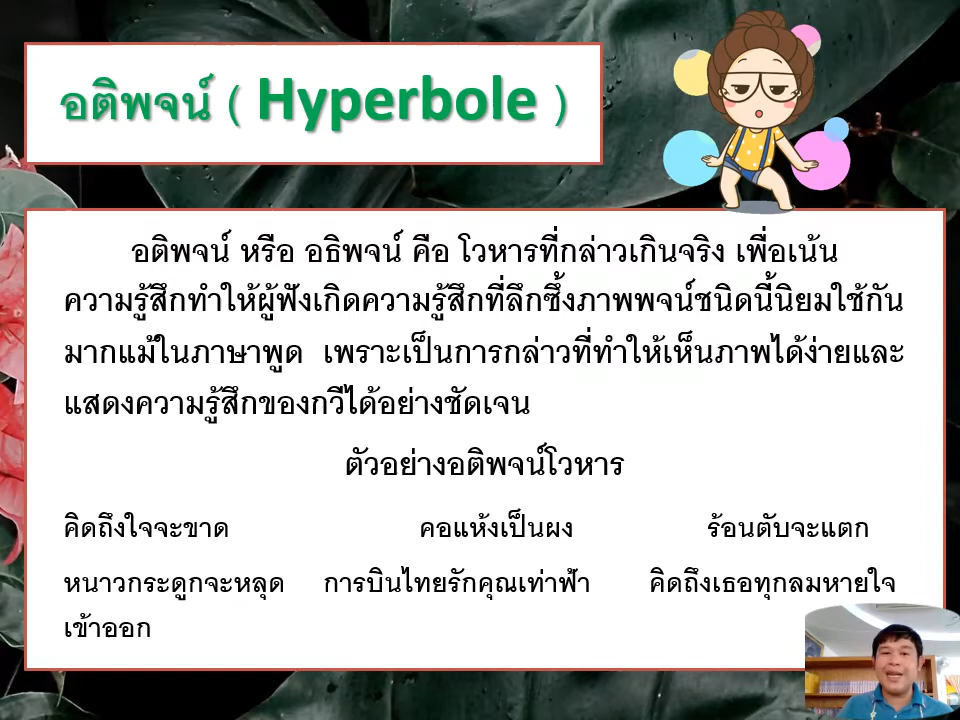 อติพจน์ ( Hyperbole )
อติพจน์ หรือ อธิพจน์ คือ โวหารที่กล่าวเกินจริง เพื่อเน้น
ความรู้สึกทำให้ผู้ฟังเกิดความรู้สึกที่ลึกซึ้งภาพพจน์ชนิดนี้นิยมใช้กัน
มากแม้ในภาษาพูด เพราะเป็นการกล่าวที่ทำให้เห็นภาพได้ง่ายและ
แสดงความรู้สึกของกวีได้อย่างชัดเจน
ตัวอย่างอติพจน์โวหาร
คิดถึงใจจะขาด คอแห้งเป็นผง ร้อนตับจะแตก
หนาวกระดูกจะหลุด การบินไทยรักคุณเท่าฟ้า คิดถึงเธอทุกลมหายใจ
เข้าออก